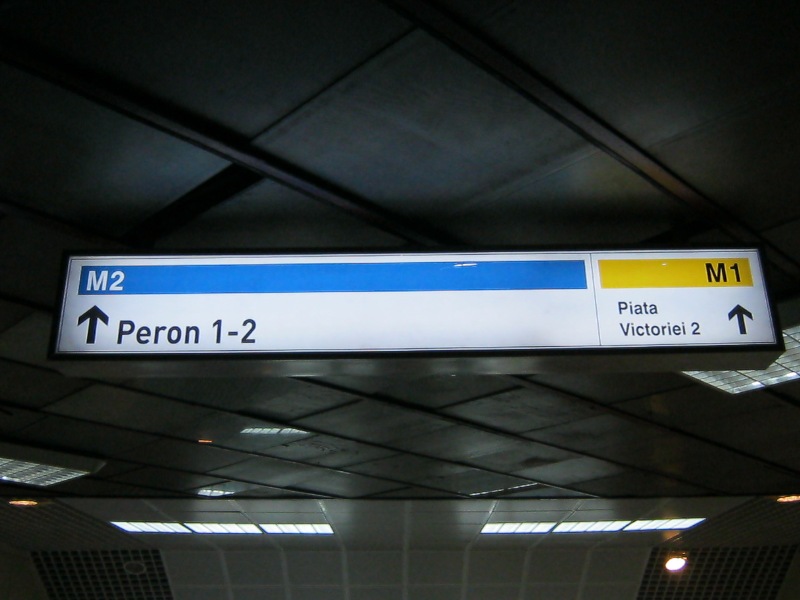 M2
Peron 1-2
M1
Piata
Victoriei 2